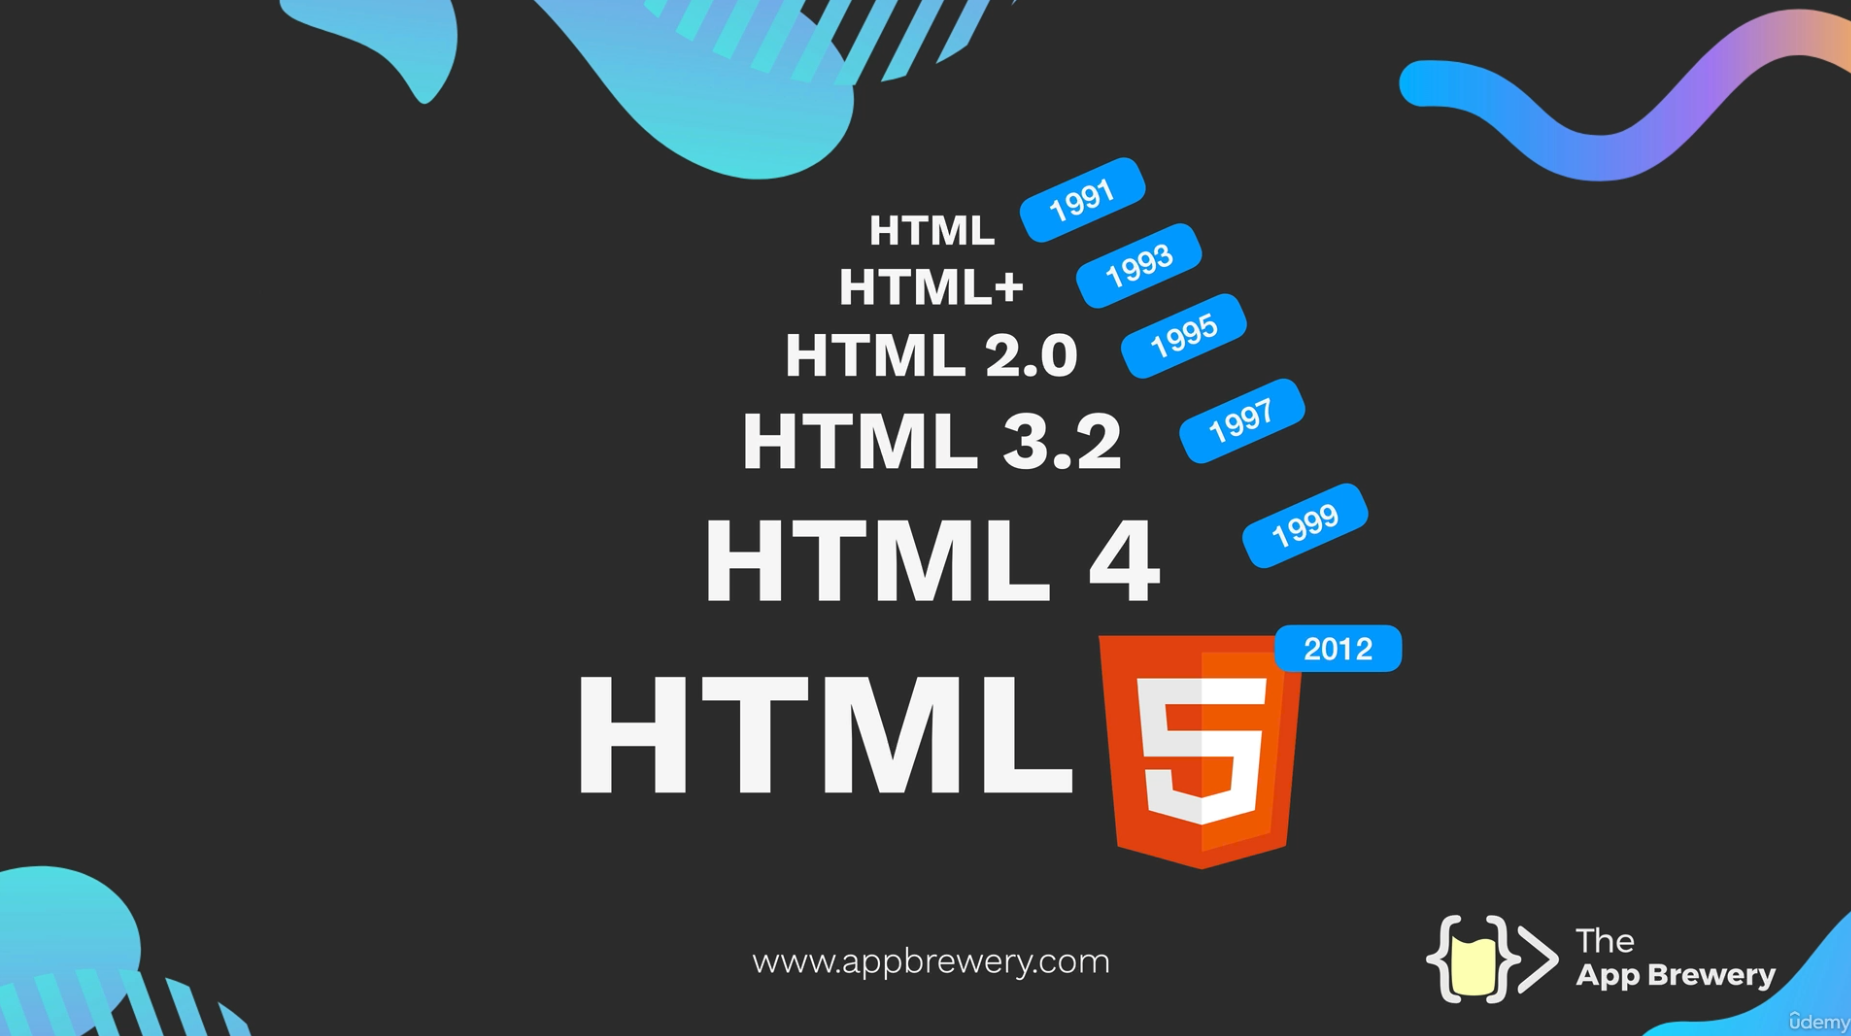 HTML 1991
HTML+ 1993
HTML 2.0 1995
HTML 3.2 1997
HTML 4 1999
HTML 5 2012
www.appbrewery.com
The
App Brewery
ûdemy